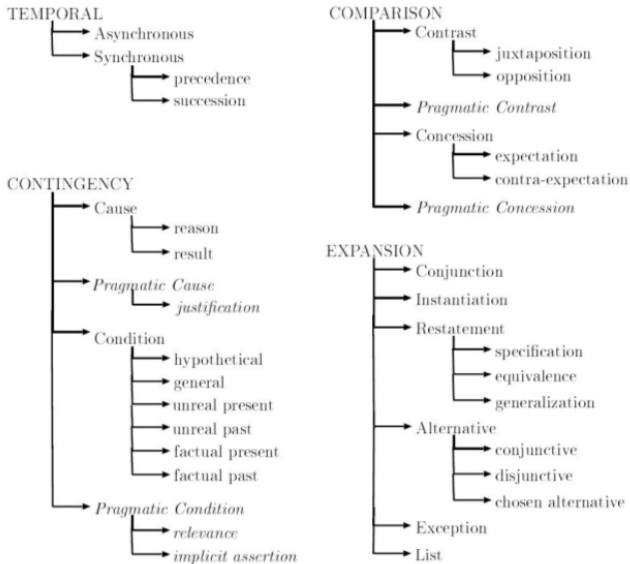 TEMPORAL
Asynchronous
Synchronous
precedence
succession
CONTINGENCY
Cause
reason
result
Pragmatic Cause
justification
Condition
hypothetical
general
unreal present
unreal past
factual present
factual past
Pragmatic Condition
relevance
implicit assertion
COMPARISON
Contrast
juxtaposition
opposition
Pragmatic Contrast
Concession
expectation
contra-expectation
Pragmatic Concession
EXPANSION
Conjunction
Instantiation
Restatement
specification
equivalence
generalization
Alternative
conjunctive
disjunctive
chosen alternative
Exception
List